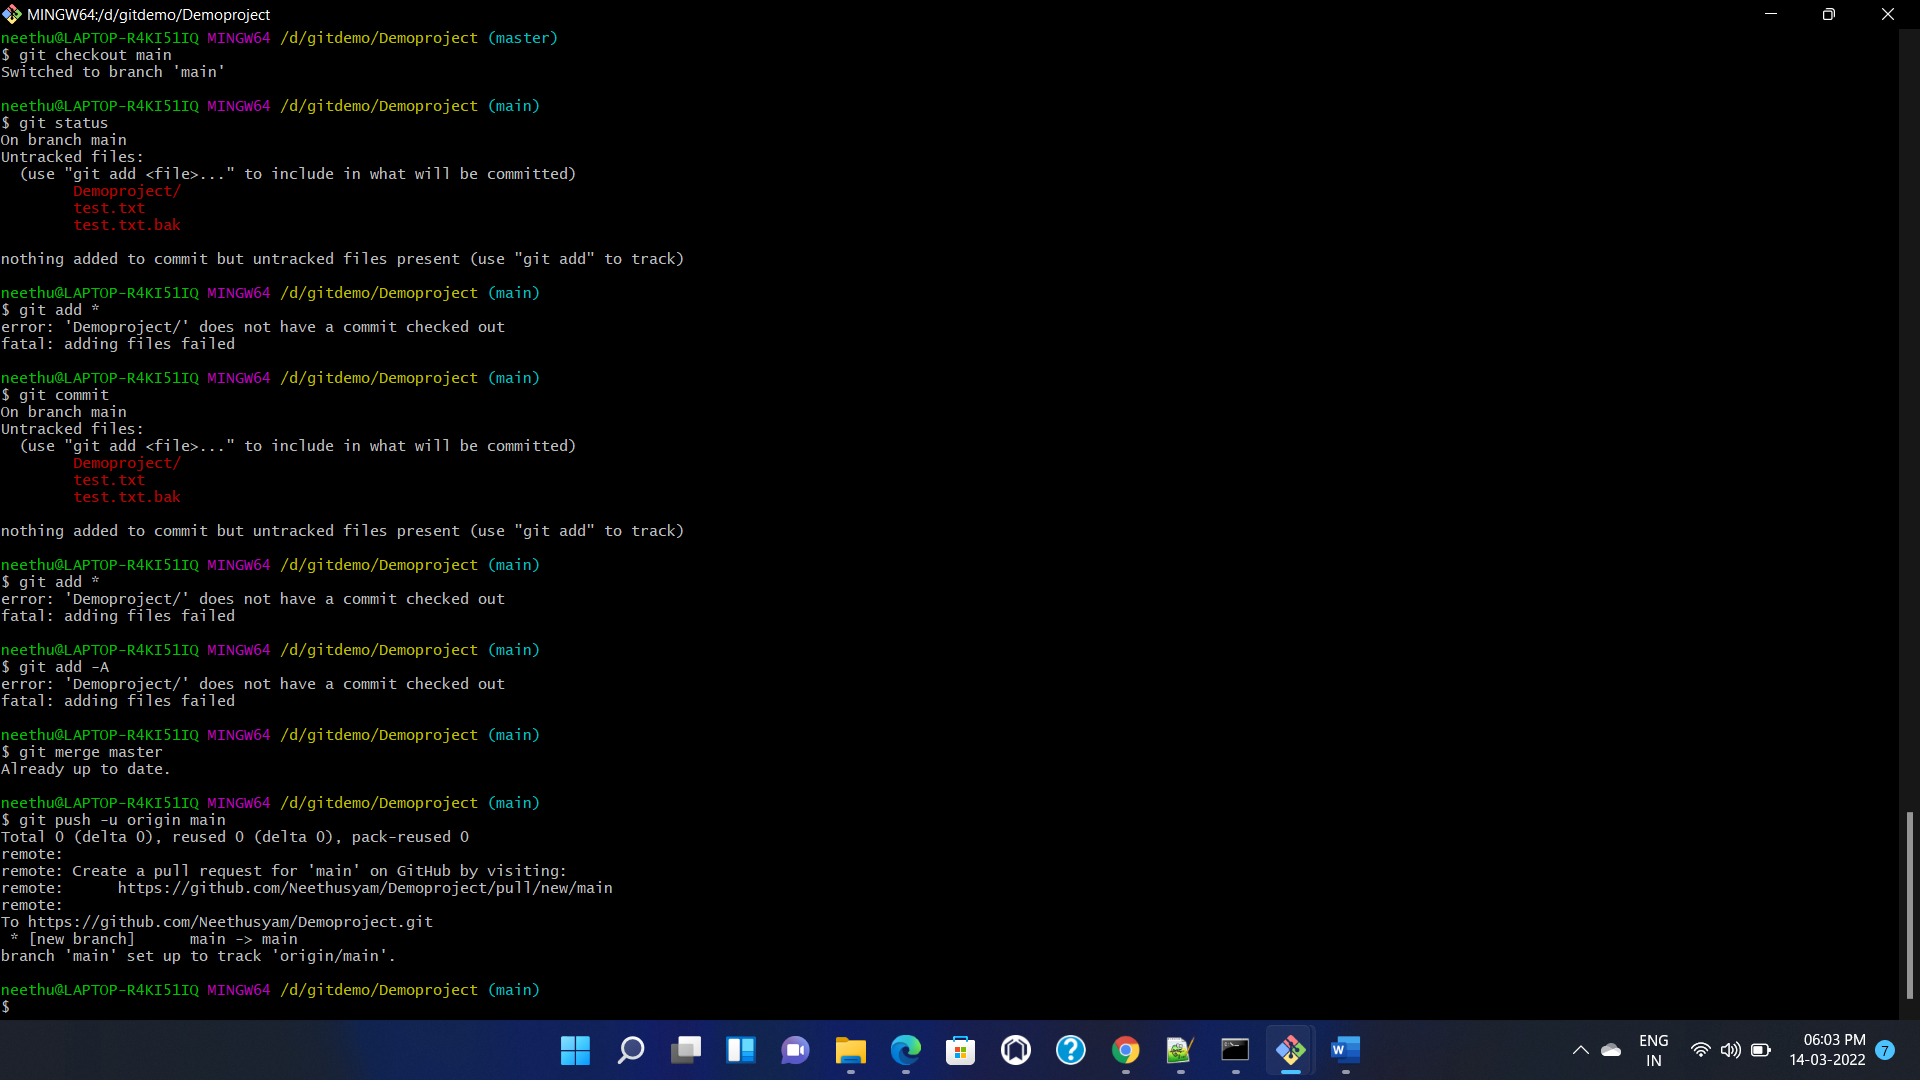 MINGW64:/d/gitdemo/Demoproject
neethu@LAPTOP-R4KI51IQ MINGW64 /d/gitdemo/Demoproject (master)
$ git checkout main
Switched to branch 'main'
neethu@LAPTOP-R4KI51IQ MINGW64 /d/gitdemo/Demoproject (main)
$ git status
On branch main
Untracked files:
  (use "git add <file>..." to include in what will be committed)
        Demoproject/
        test.txt
        test.txt.bak
nothing added to commit but untracked files present (use "git add" to track)
neethu@LAPTOP-R4KI51IQ MINGW64 /d/gitdemo/Demoproject (main)
$ git add *
error: 'Demoproject/' does not have a commit checked out
fatal: adding files failed
neethu@LAPTOP-R4KI51IQ MINGW64 /d/gitdemo/Demoproject (main)
$ git commit
On branch main
Untracked files:
  (use "git add <file>..." to include in what will be committed)
        Demoproject/
        test.txt
        test.txt.bak
nothing added to commit but untracked files present (use "git add" to track)
neethu@LAPTOP-R4KI51IQ MINGW64 /d/gitdemo/Demoproject (main)
$ git add *
error: 'Demoproject/' does not have a commit checked out
fatal: adding files failed
neethu@LAPTOP-R4KI51IQ MINGW64 /d/gitdemo/Demoproject (main)
$ git add -A
error: 'Demoproject/' does not have a commit checked out
fatal: adding files failed
neethu@LAPTOP-R4KI51IQ MINGW64 /d/gitdemo/Demoproject (main)
$ git merge master
Already up to date.
neethu@LAPTOP-R4KI51IQ MINGW64 /d/gitdemo/Demoproject (main)
$ git push -u origin main
Total 0 (delta 0), reused 0 (delta 0), pack-reused 0
remote:
remote: Create a pull request for 'main' on GitHub by visiting:
remote:      https://github.com/Neethusyam/Demoproject/pull/new/main
remote:
To https://github.com/Neethusyam/Demoproject.git
 * [new branch]      main -> main
branch 'main' set up to track 'origin/main'.
neethu@LAPTOP-R4KI51IQ MINGW64 /d/gitdemo/Demoproject (main)
$
ENG
IN
06:03 PM
14-03-2022
7